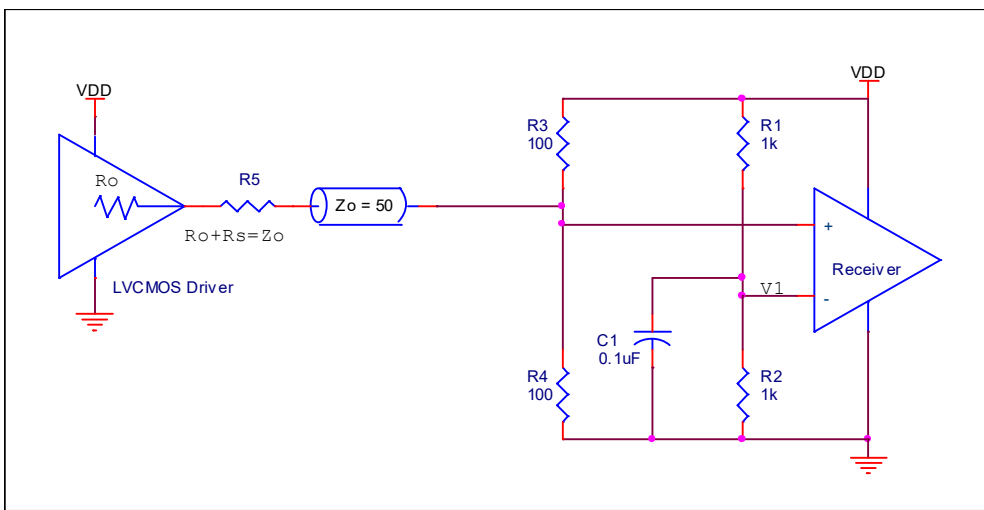 VDD
Ro
R5
Zo = 50
Ro+Rs=Zo
LVCMOS Driver
R3
100
R4
100
VDD
R1
1k
+
Receiver
V1
-
C1
0.1uF
R2
1k